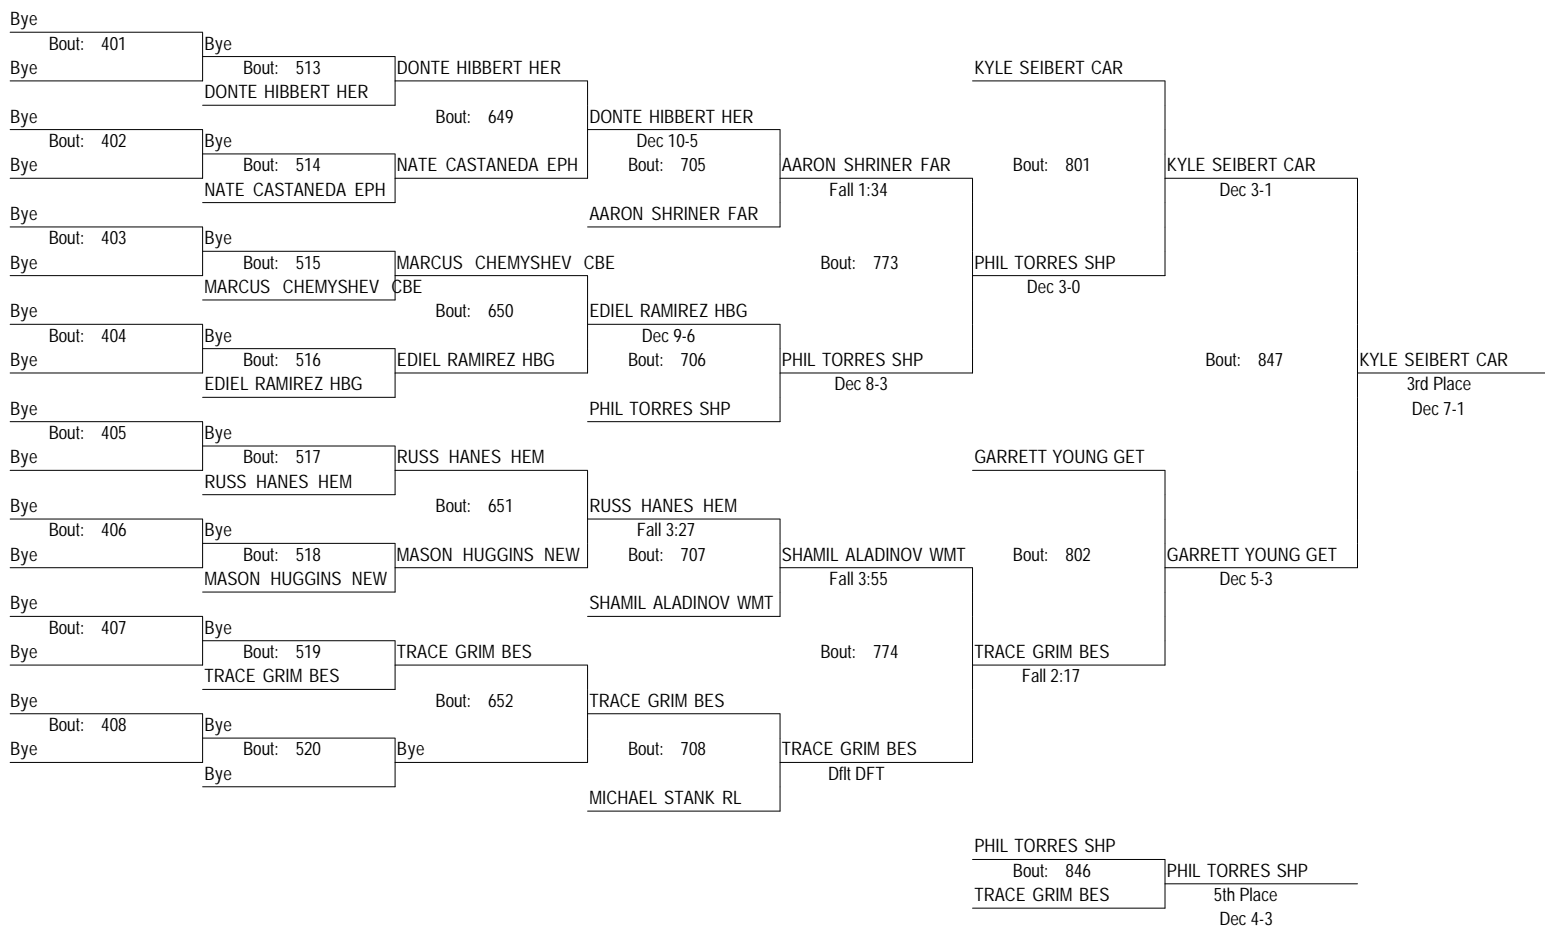 Bye
Bout: 401
Bye
Bye
Bout: 513
DONTE HIBBERT HER
DONTE HIBBERT HER
KYLE SEIBERT CAR
Bye
Bout: 402
Bye
Bye
Bout: 514
NATE CASTANEDA EPH
Bout: 649
NATE CASTANEDA EPH
DONTE HIBBERT HER
Dec 10-5
Bout: 705
AARON SHRINER FAR
AARON SHRINER FAR
Fall 1:34
Bout: 801
KYLE SEIBERT CAR
Dec 3-1
Bye
Bout: 403
Bye
Bye
Bout: 515
MARCUS CHEMYSHEV CBE
MARCUS CHEMYSHEV CBE
Bout: 773
PHIL TORRES SHP
Dec 3-0
Bye
Bout: 404
Bye
Bye
Bout: 516
EDIEL RAMIREZ HBG
Bout: 650
EDIEL RAMIREZ HBG
EDIEL RAMIREZ HBG
Dec 9-6
Bout: 706
PHIL TORRES SHP
PHIL TORRES SHP
Dec 8-3
Bout: 847
KYLE SEIBERT CAR
3rd Place
Dec 7-1
Bye
Bout: 405
Bye
Bye
Bout: 517
RUSS HANES HEM
RUSS HANES HEM
GARRETT YOUNG GET
Bye
Bout: 406
Bye
Bye
Bout: 518
MASON HUGGINS NEW
Bout: 651
MASON HUGGINS NEW
RUSS HANES HEM
Fall 3:27
Bout: 707
SHAMIL ALADINOV WMT
SHAMIL ALADINOV WMT
Fall 3:55
Bout: 802
GARRETT YOUNG GET
Dec 5-3
Bye
Bout: 407
Bye
Bye
Bout: 519
TRACE GRIM BES
TRACE GRIM BES
Bout: 774
TRACE GRIM BES
Fall 2:17
Bye
Bout: 408
Bye
Bye
Bout: 520
Bye
Bout: 652
Bye
TRACE GRIM BES
Bout: 708
MICHAEL STANK RL
TRACE GRIM BES
Dflt DFT
PHIL TORRES SHP
Bout: 846
TRACE GRIM BES
PHIL TORRES SHP
5th Place
Dec 4-3